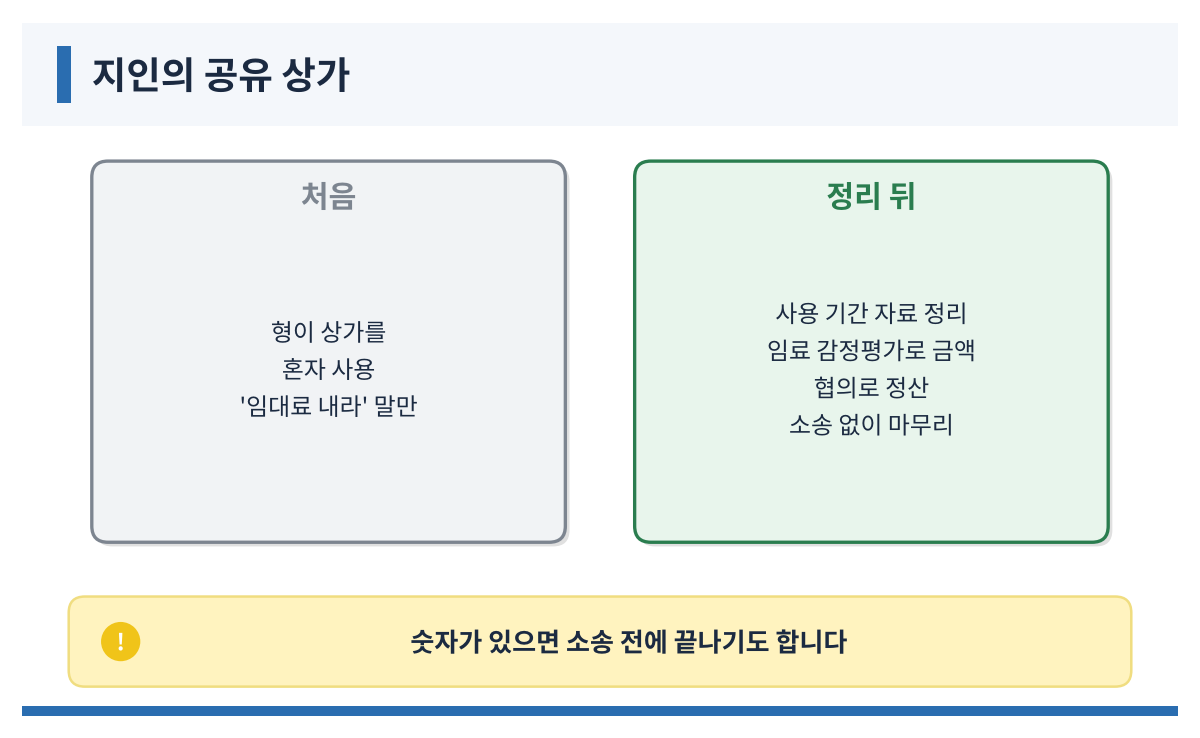 지인의 공유 상가
처음
형이 상가를
혼자 사용
'임대료 내라' 말만
정리 뒤
사용 기간 자료 정리
임료 감정평가로 금액
협의로 정산
소송 없이 마무리
!
숫자가 있으면 소송 전에 끝나기도 합니다